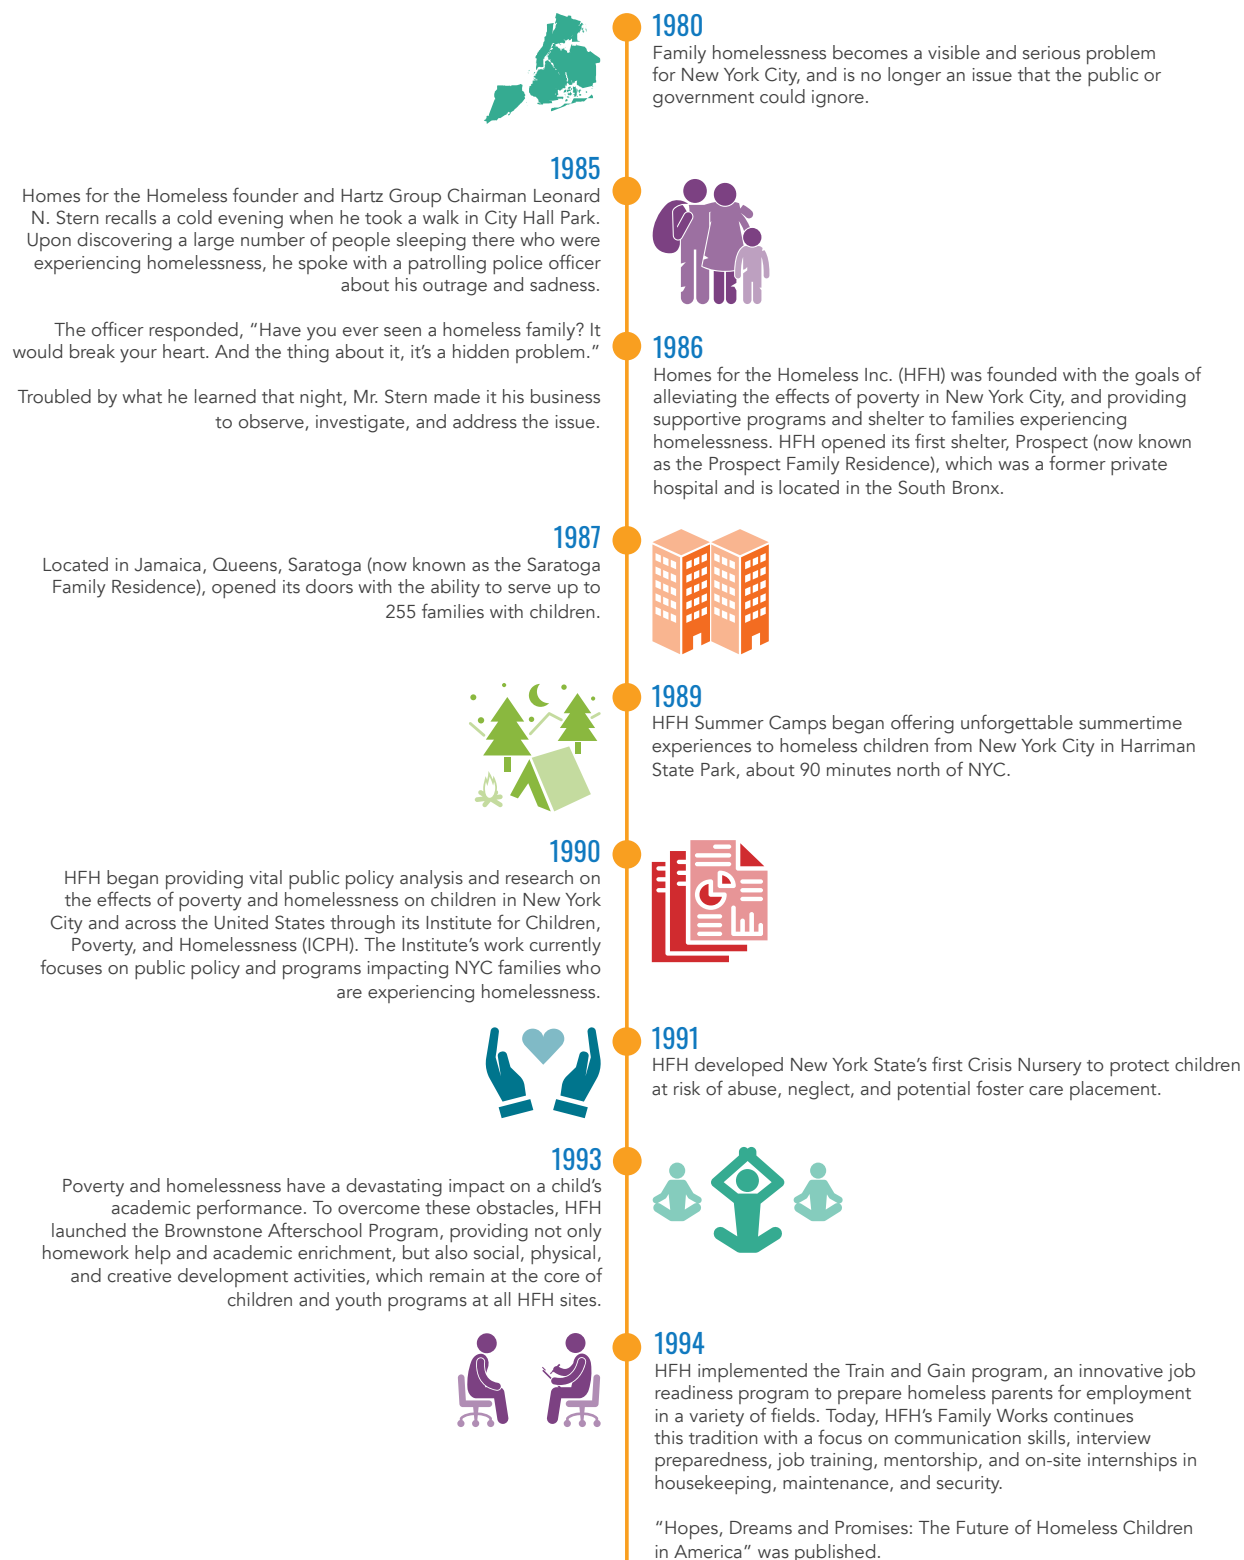 1980
Family homelessness becomes a visible and serious problem
for New York City, and is no longer an issue that the public or
government could ignore.
1985
Homes for the Homeless founder and Hartz Group Chairman Leonard
N. Stern recalls a cold evening when he took a walk in City Hall Park.
Upon discovering a large number of people sleeping there who were
experiencing homelessness, he spoke with a patrolling police officer
about his outrage and sadness.
The officer responded, “Have you ever seen a homeless family? It
would break your heart. And the thing about it, it’s a hidden problem.”
Troubled by what he learned that night, Mr. Stern made it his business
to observe, investigate, and address the issue.
1986
Homes for the Homeless Inc. (HFH) was founded with the goals of
alleviating the effects of poverty in New York City, and providing
supportive programs and shelter to families experiencing
homelessness. HFH opened its first shelter, Prospect (now known
as the Prospect Family Residence), which was a former private
hospital and is located in the South Bronx.
1987
Located in Jamaica, Queens, Saratoga (now known as the Saratoga
Family Residence), opened its doors with the ability to serve up to
255 families with children.
1989
HFH Summer Camps began offering unforgettable summertime
experiences to homeless children from New York City in Harriman
State Park, about 90 minutes north of NYC.
1990
HFH began providing vital public policy analysis and research on
the effects of poverty and homelessness on children in New York
City and across the United States through its Institute for Children,
Poverty, and Homelessness (ICPH). The Institute’s work currently
focuses on public policy and programs impacting NYC families who
are experiencing homelessness.
1991
HFH developed New York State’s first Crisis Nursery to protect children
at risk of abuse, neglect, and potential foster care placement.
1993
Poverty and homelessness have a devastating impact on a child’s
academic performance. To overcome these obstacles, HFH
launched the Brownstone Afterschool Program, providing not only
homework help and academic enrichment, but also social, physical,
and creative development activities, which remain at the core of
children and youth programs at all HFH sites.
1994
HFH implemented the Train and Gain program, an innovative job
readiness program to prepare homeless parents for employment
in a variety of fields. Today, HFH’s Family Works continues
this tradition with a focus on communication skills, interview
preparedness, job training, mentorship, and on-site internships in
housekeeping, maintenance, and security.
“Hopes, Dreams and Promises: The Future of Homeless Children
in America” was published.